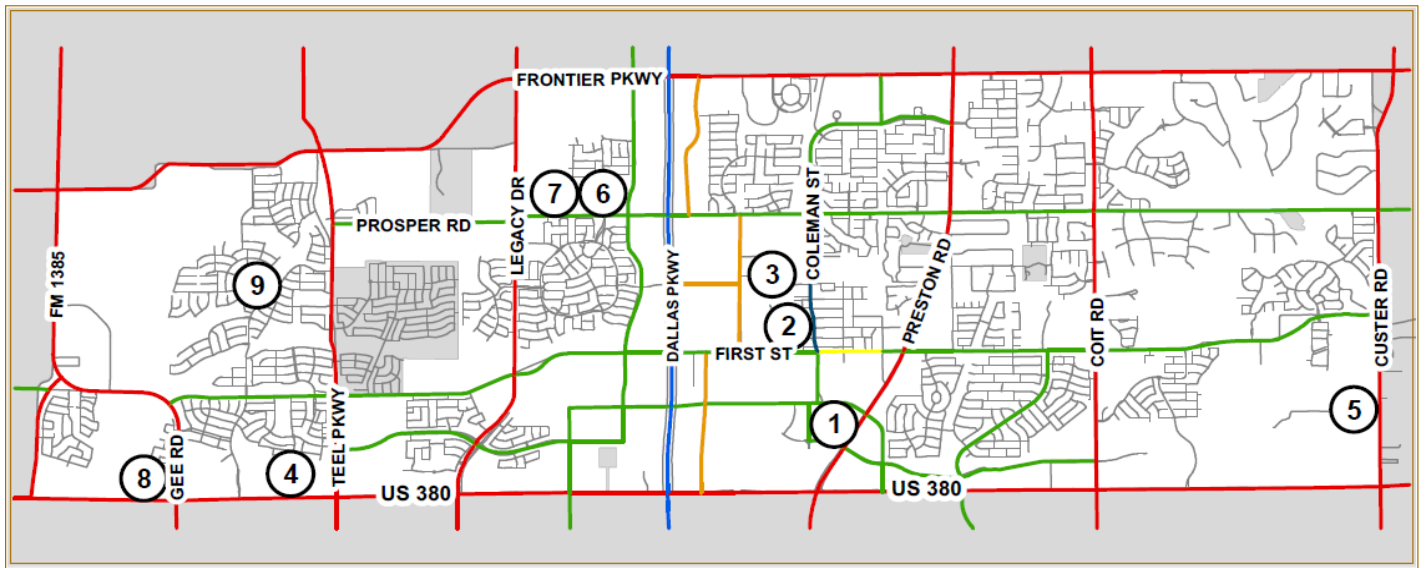 FRONTIER PKWY
7
6
PROSPER RD
LEGACY DR
COLEMAN ST
FM 1385
9
DALLAS PKWY
3
PRESTON RD
COIT RD
CUSTER RD
2
FIRST ST
TEEL PKWY
1
5
8
GEE RD
4
US 380
US 380